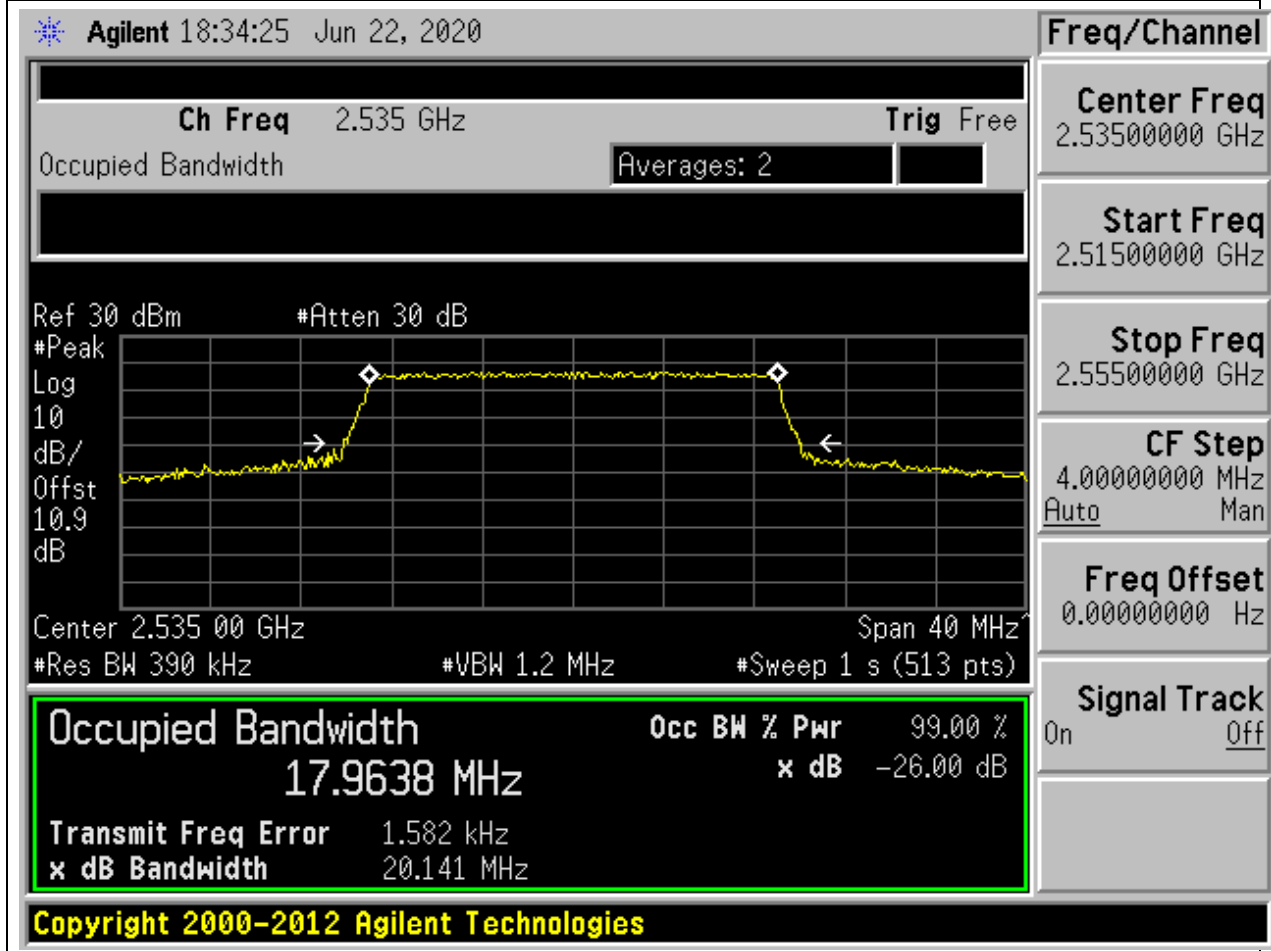 Agilent 18:34:25 Jun 22, 2020
Freq/Channel
Ch Freq 2.535 GHz Trig Free
Occupied Bandwidth Averages: 2
Ref 30 dBm #Atten 30 dB
#Peak
Log
10
dB/
Offst
10.9
dB
Center 2.535 00 GHz Span 40 MHz^
#Res BW 390 kHz #VBW 1.2 MHz #Sweep 1 s (513 pts)
Occupied Bandwidth
17.9638 MHz
Occ BW % Pwr 99.00 %
x dB -26.00 dB
Transmit Freq Error 1.582 kHz
x dB Bandwidth 20.141 MHz
Center Freq
2.53500000 GHz
Start Freq
2.51500000 GHz
Stop Freq
2.55500000 GHz
CF Step
4.00000000 MHz
Auto Man
Freq Offset
0.00000000 Hz
Signal Track
On Off
Copyright 2000-2012 Agilent Technologies